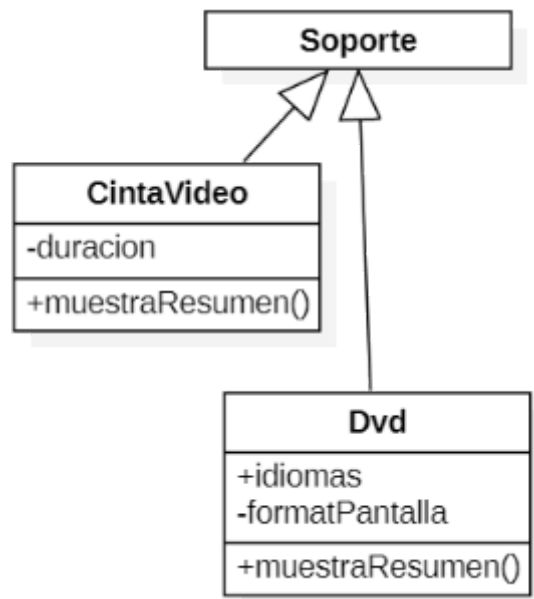 Soporte
CintaVideo
-duracion
+muestraResumen()
Dvd
+idiomas
-formatPantalla
+muestraResumen()